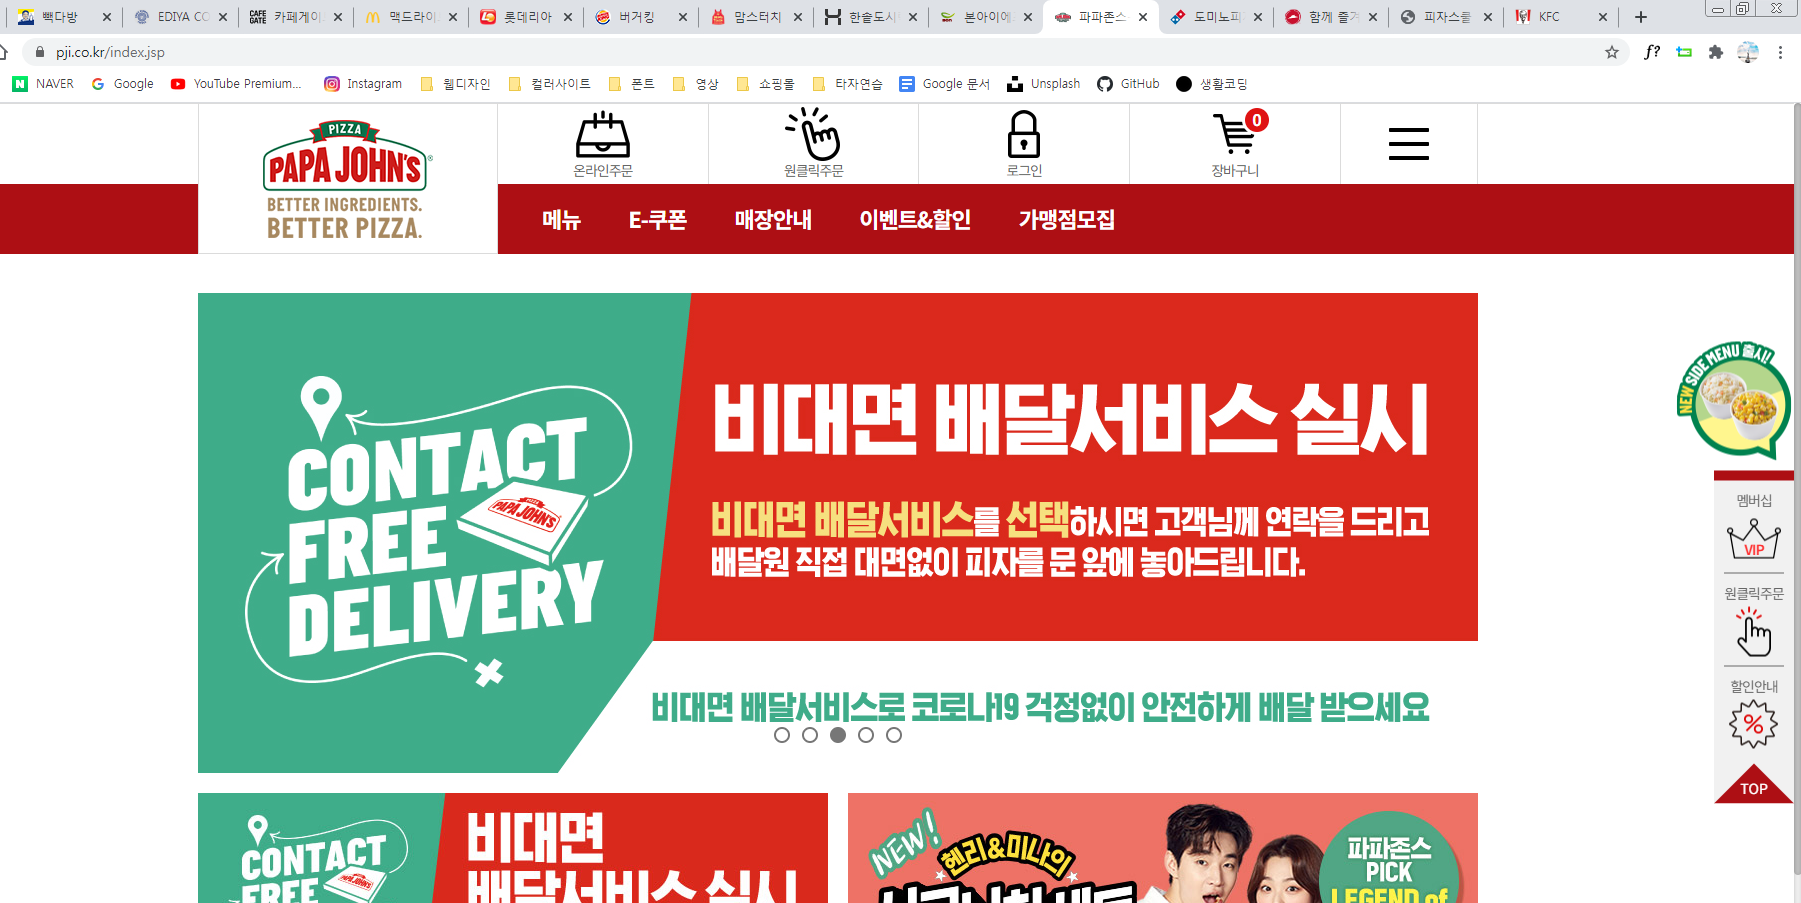 빽다방
EDIYA CO
카페게이
맥드라이
롯데리아
버거킹
맘스터치
한솥도시
본아이에
파파존스
도미노피
함께 즐겨
피자스쿨
KFC
pji.co.kr/index.jsp
f?
NAVER
Google
YouTube Premium...
Instagram
웹디자인
컬러사이트
폰트
영상
쇼핑몰
타자연습
Google 문서
Unsplash
GitHub
생활코딩
PIZZA
PAPA JOHN'S
BETTER INGREDIENTS.
BETTER PIZZA.
온라인주문
원클릭주문
로그인
0
장바구니
메뉴
E-쿠폰
매장안내
이벤트&할인
가맹점모집
CONTACT
FREE
DELIVERY
PIZZA
PAPA JOHN'S
비대면 배달서비스 실시
비대면 배달서비스를 선택하시면 고객님께 연락을 드리고
배달원 직접 대면없이 피자를 문 앞에 놓아드립니다.
비대면 배달서비스로 코로나19 걱정없이 안전하게 배달 받으세요
NEW SIDE MENU 출시!
멤버십
VIP
원클릭주문
할인안내
%
TOP
CONTACT
FREE
PAPA JOHN'S
비대면
배달서비스 실시
NEW!
헨리&미나의
파파존스
PICK
LEGEND of